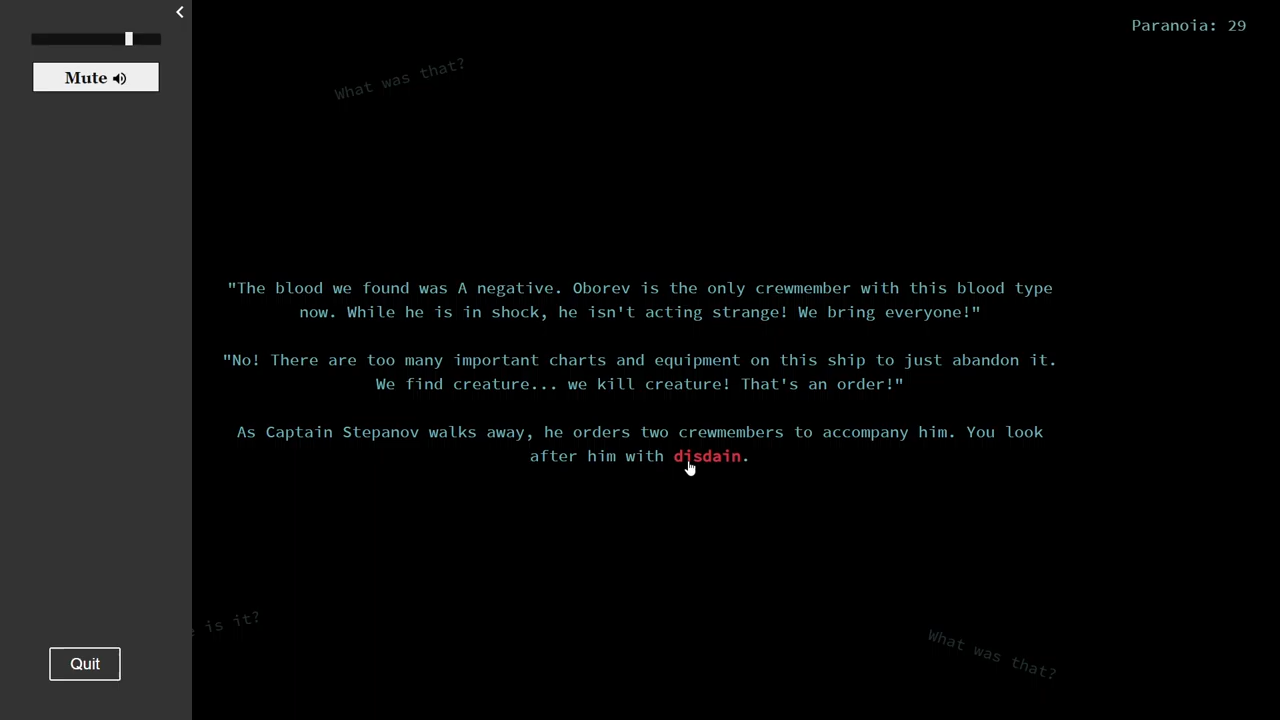 Paranoia: 29
What was that?
Mute
"The blood we found was A negative. Oborev is the only crewmember with this blood type
now. While he is in shock, he isn't acting strange! We bring everyone!"
"No! There are too many important charts and equipment on this ship to just abandon it.
We find creature... we kill creature! That's an order!"
As Captain Stepanov walks away, he orders two crewmembers to accompany him. You look
after him with disdain.
is it?
What was that?
Quit